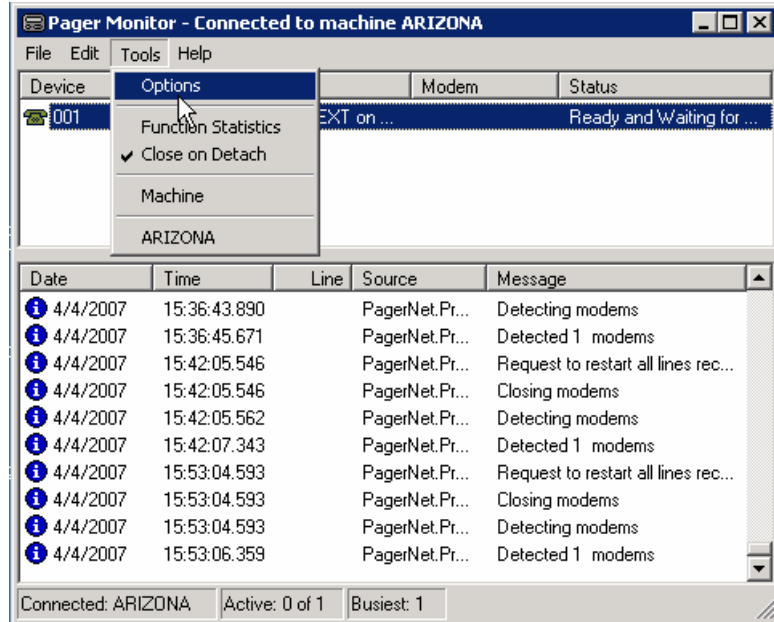 Pager Monitor - Connected to machine ARIZONA
File Edit Tools Help
Device Modem Status
001 EXT on ... Ready and Waiting for ...
Options
Function Statistics
Close on Detach
Machine
ARIZONA
Date Time Line Source Message
4/4/2007 15:36:43.890 PagerNet.Pr... Detecting modems
4/4/2007 15:36:45.671 PagerNet.Pr... Detected 1 modems
4/4/2007 15:42:05.546 PagerNet.Pr... Request to restart all lines rec...
4/4/2007 15:42:05.546 PagerNet.Pr... Closing modems
4/4/2007 15:42:05.562 PagerNet.Pr... Detecting modems
4/4/2007 15:42:07.343 PagerNet.Pr... Detected 1 modems
4/4/2007 15:53:04.593 PagerNet.Pr... Request to restart all lines rec...
4/4/2007 15:53:04.593 PagerNet.Pr... Closing modems
4/4/2007 15:53:04.593 PagerNet.Pr... Detecting modems
4/4/2007 15:53:06.359 PagerNet.Pr... Detected 1 modems
Connected: ARIZONA Active: 0 of 1 Busiest: 1